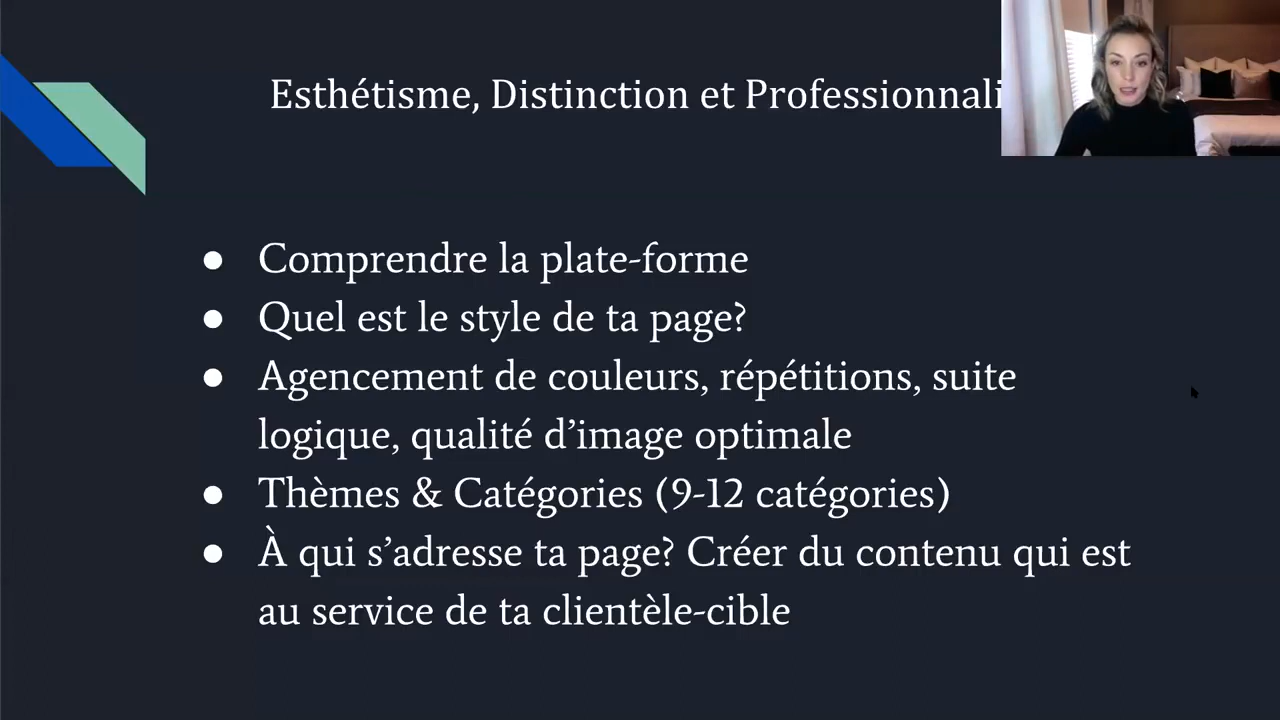 Esthétisme, Distinction et
● Comprendre la plate-forme
● Quel est le style de ta page?
● Agencement de couleurs, répétitions, suite
logique, qualité d’image optimale
● Thèmes & Catégories (9-12 catégories)
● À qui s’adresse ta page? Créer du contenu qui est
au service de ta clientèle-cible